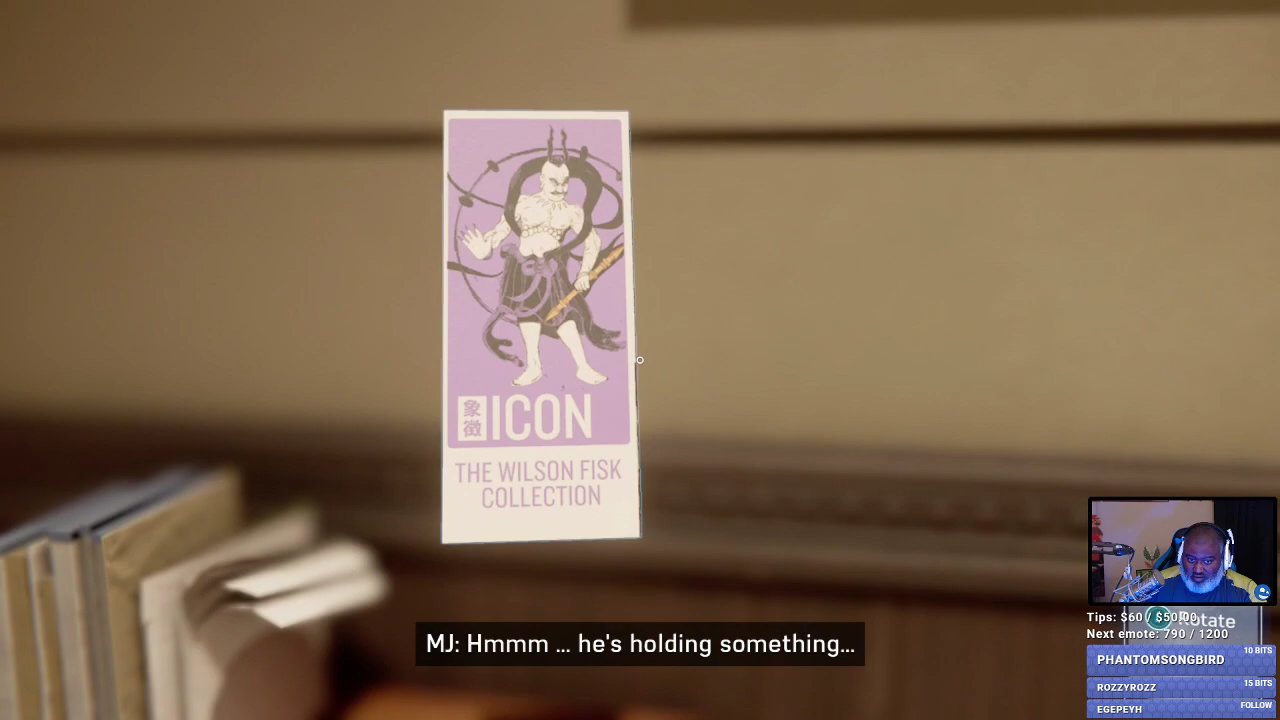 象徵
ICON
THE WILSON FISK
COLLECTION
MJ: Hmmm ... he's holding something...
Tips: $60 / $50.00
Rotate
Next emote: 790 / 1200
10 BITS
PHANTOMSONGBIRD
15 BITS
ROZZYROZZ
FOLLOW
EGEPEYH